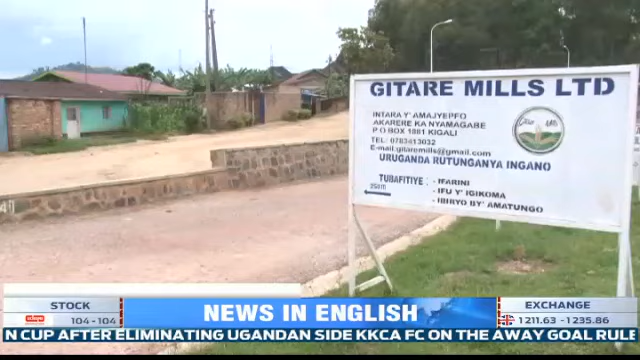 GITARE MILLS LTD
INTARA Y' AMAJYEPFO
AKARERE KA NYAMAGABE
P O BOX 1881 KIGALI
TEL: 0783413032
E-mail.gitaremills@gmail.com
URUGANDA RUTUNGANYA INGANO
TUBAFITIYE : - IFARINI
- IFU Y' IGIKOMA
- IBIRYO BY' AMATUNGO
250m
STOCK
104-104
NEWS IN ENGLISH
EXCHANGE
1211.63 -1235.86
N CUP AFTER ELIMINATING UGANDAN SIDE KKCA FC ON THE AWAY GOAL RULE